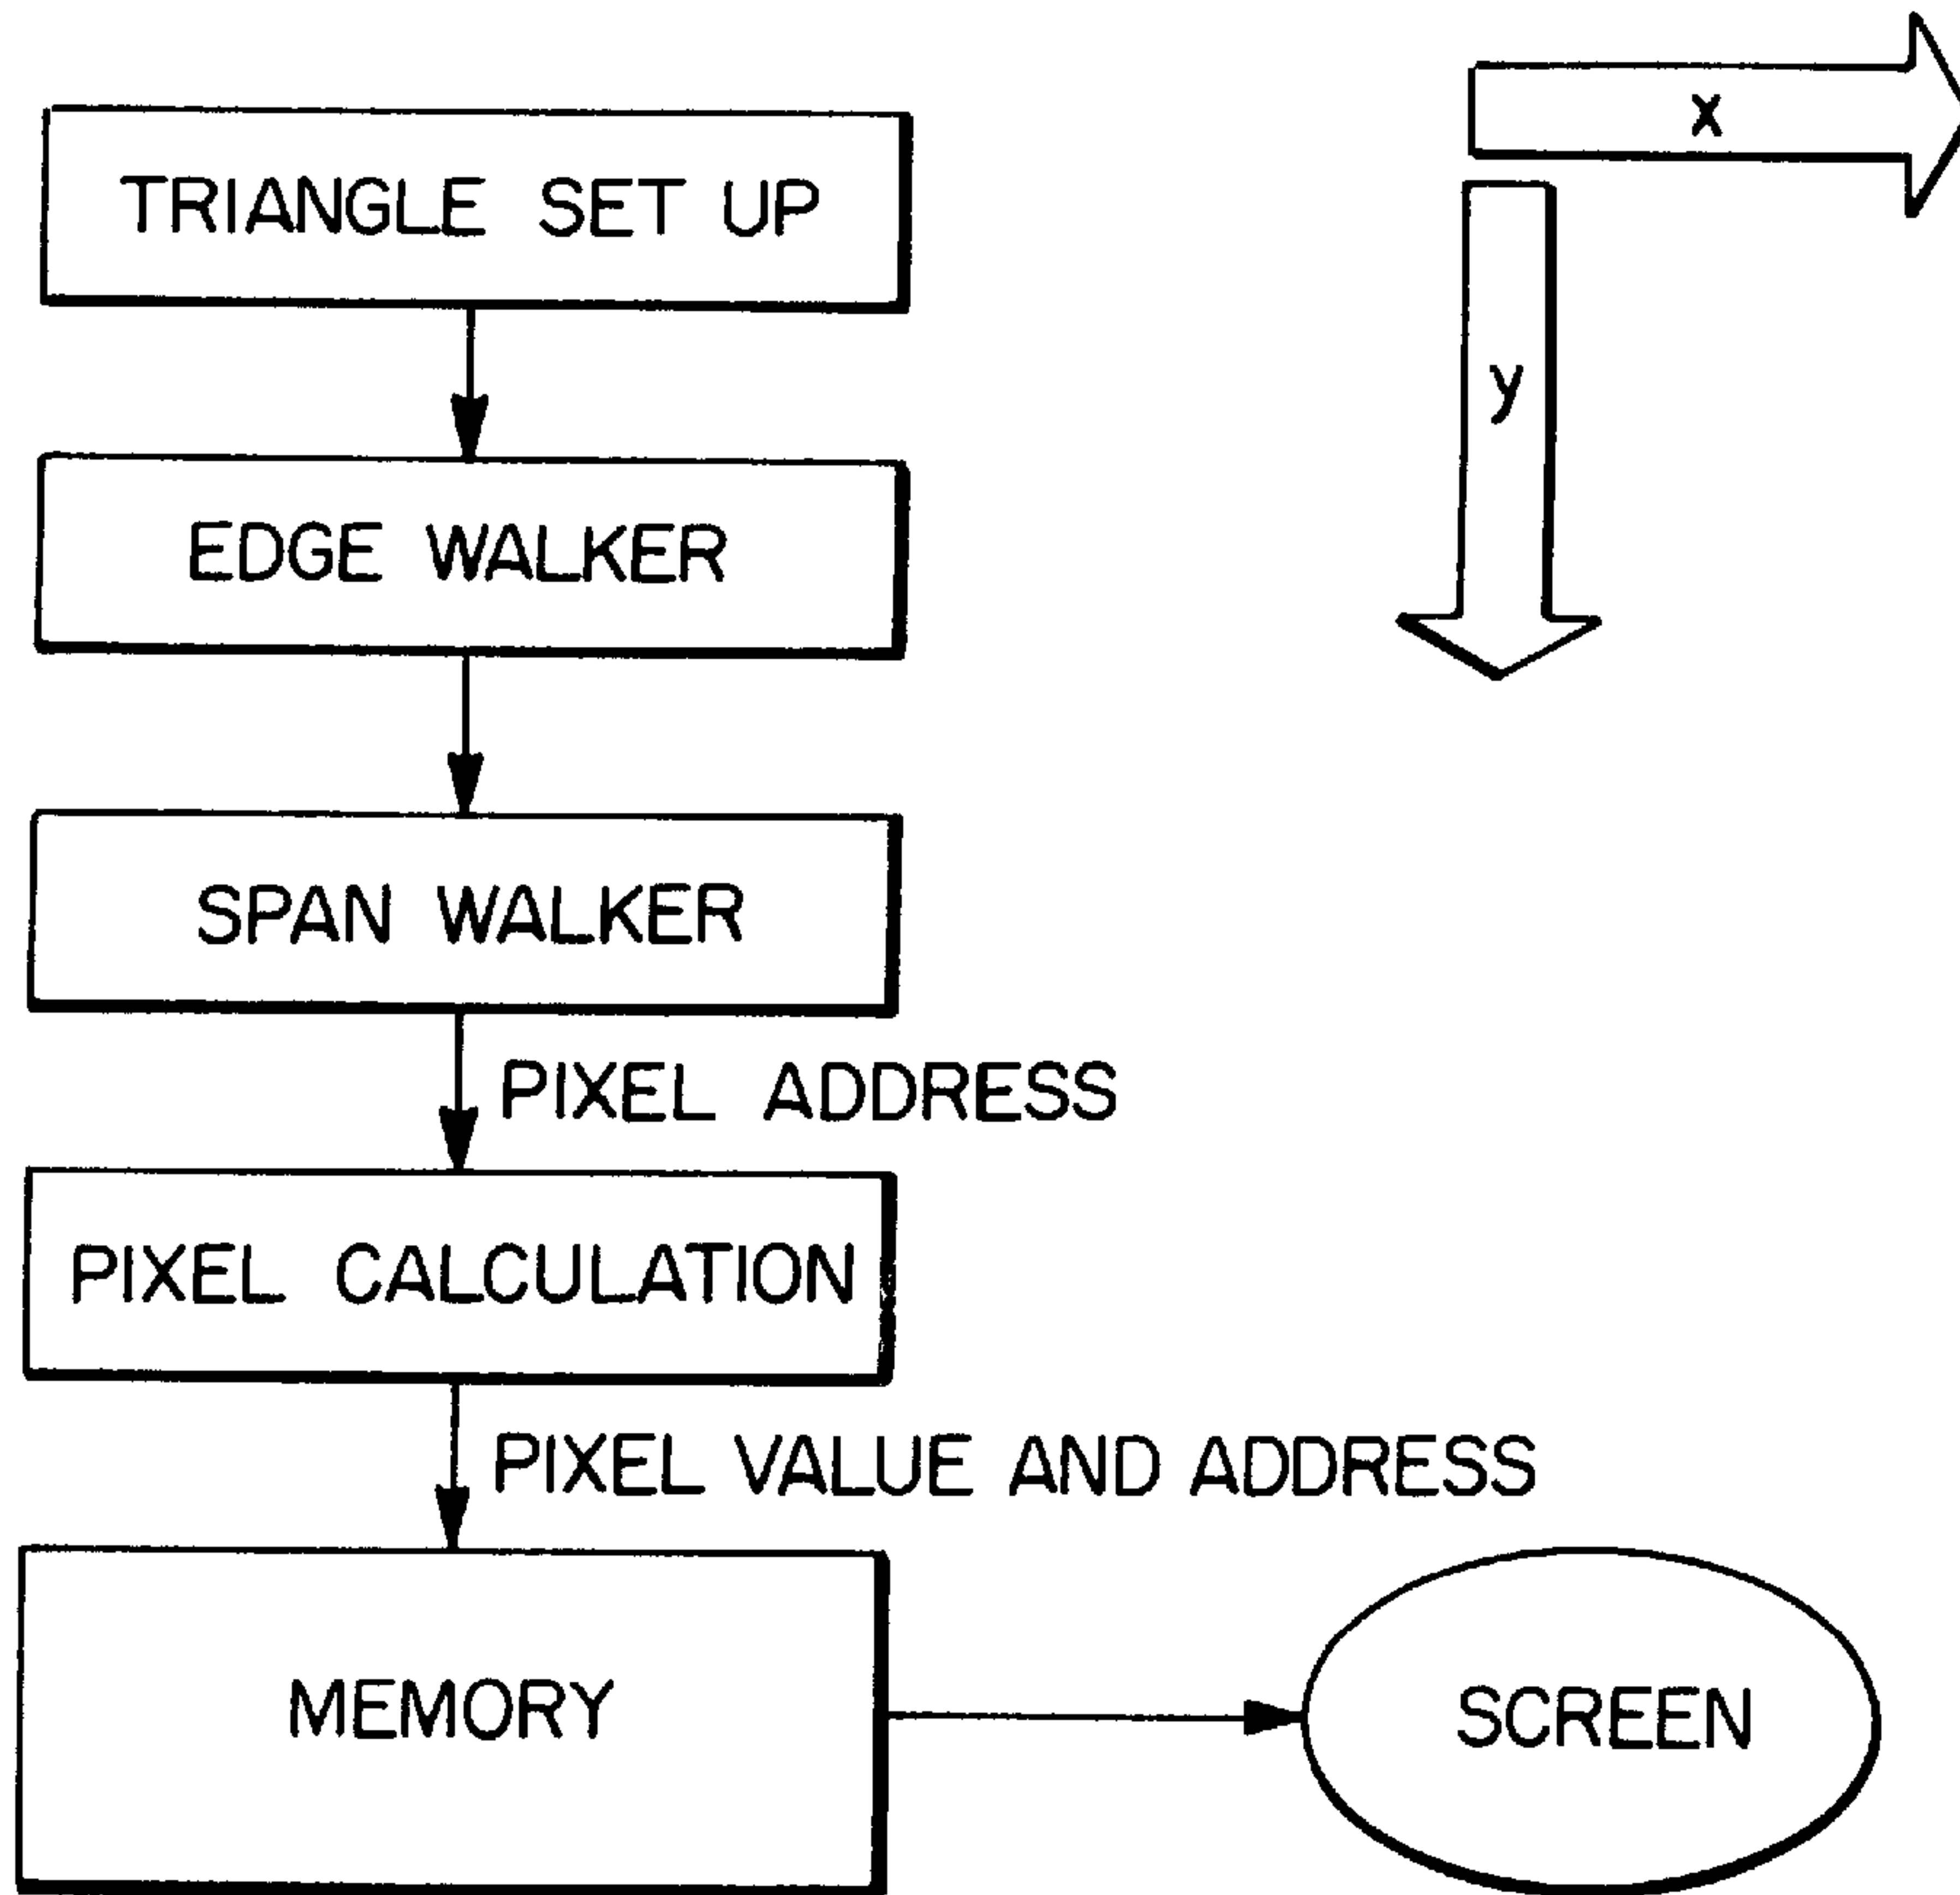 TRIANGLE SET UP
x
y
EDGE WALKER
SPAN WALKER
PIXEL ADDRESS
PIXEL CALCULATION
PIXEL VALUE AND ADDRESS
MEMORY
SCREEN